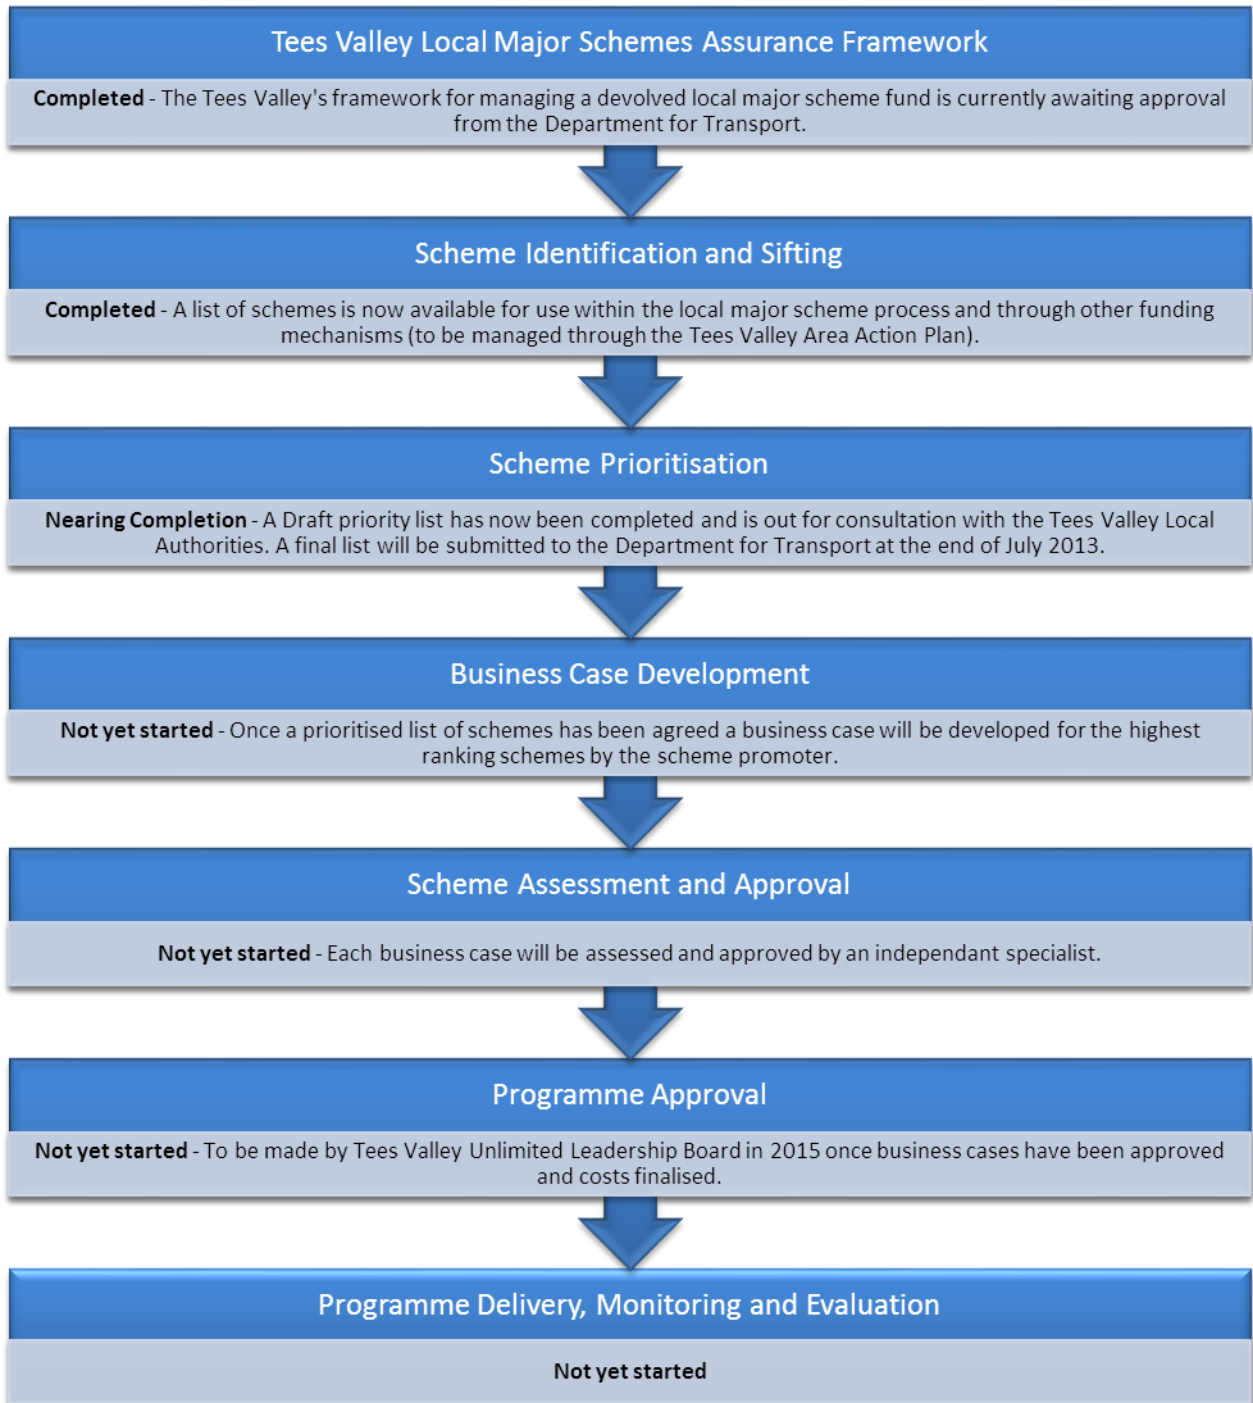 Tees Valley Local Major Schemes Assurance Framework
Completed - The Tees Valley's framework for managing a devolved local major scheme fund is currently awaiting approval
from the Department for Transport.
Scheme Identification and Sifting
Completed - A list of schemes is now available for use within the local major scheme process and through other funding
mechanisms (to be managed through the Tees Valley Area Action Plan).
Scheme Prioritisation
Nearing Completion - A Draft priority list has now been completed and is out for consultation with the Tees Valley Local
Authorities. A final list will be submitted to the Department for Transport at the end of July 2013.
Business Case Development
Not yet started - Once a prioritised list of schemes has been agreed a business case will be developed for the highest
ranking schemes by the scheme promoter.
Scheme Assessment and Approval
Not yet started - Each business case will be assessed and approved by an independant specialist.
Programme Approval
Not yet started - To be made by Tees Valley Unlimited Leadership Board in 2015 once business cases have been approved
and costs finalised.
Programme Delivery, Monitoring and Evaluation
Not yet started